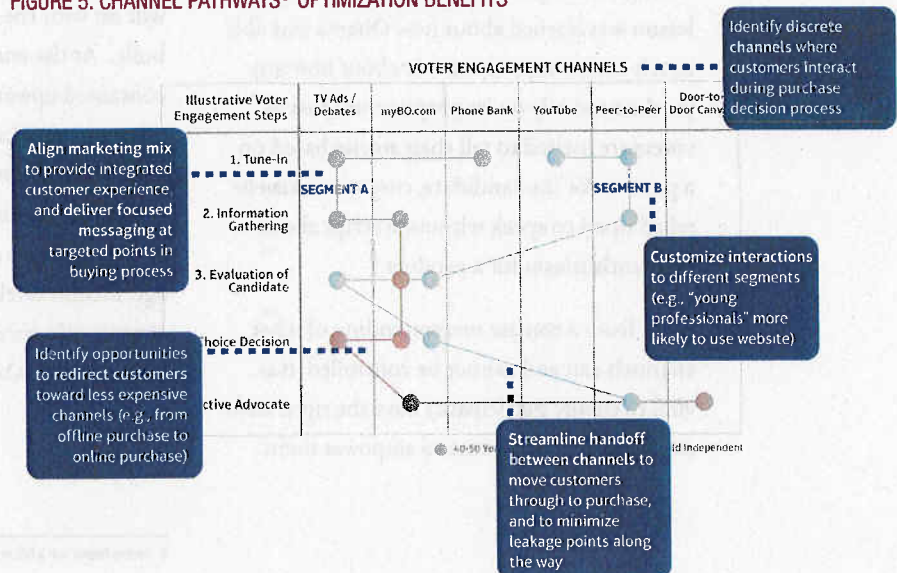 FIGURE 5. CHANNEL PATHWAYS® OPTIMIZATION BENEFITS
Identify discrete
channels where
customers interact
during purchase
decision process
VOTER ENGAGEMENT CHANNELS
Illustrative Voter
Engagement Steps
TV Ads /
Debates
myBO.com
Phone Bank
YouTube
Peer-to-Peer
Door-to-
Door Canv
Align marketing mix
to provide integrated
customer experience,
and deliver focused
messaging at
targeted points in
buying process
1. Tune-In
SEGMENT A
SEGMENT B
2. Information
Gathering
3. Evaluation of
Candidate
Customize interactions
to different segments
(e.g., "young
professionals" more
likely to use website)
Choice Decision
Identify opportunities
to redirect customers
toward less expensive
channels (e.g., from
offline purchase to
online purchase)
ctive Advocate
40-50 Ye
ld Independent
Streamline handoff
between channels to
move customers
through to purchase,
and to minimize
leakage points along
the way